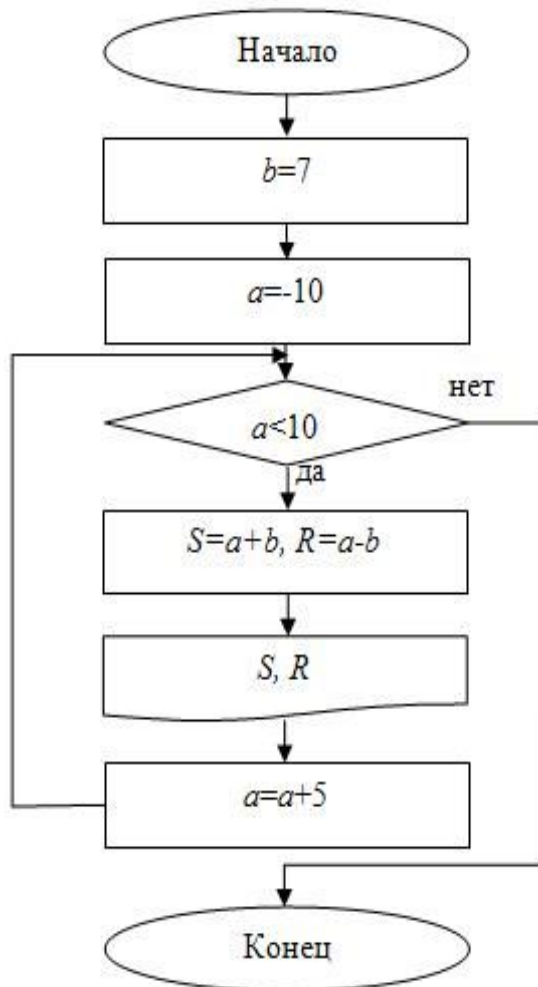 Начало
b=7
a=-10
нет
a<10
да
S=a+b, R=a-b
S, R
a=a+5
Конец